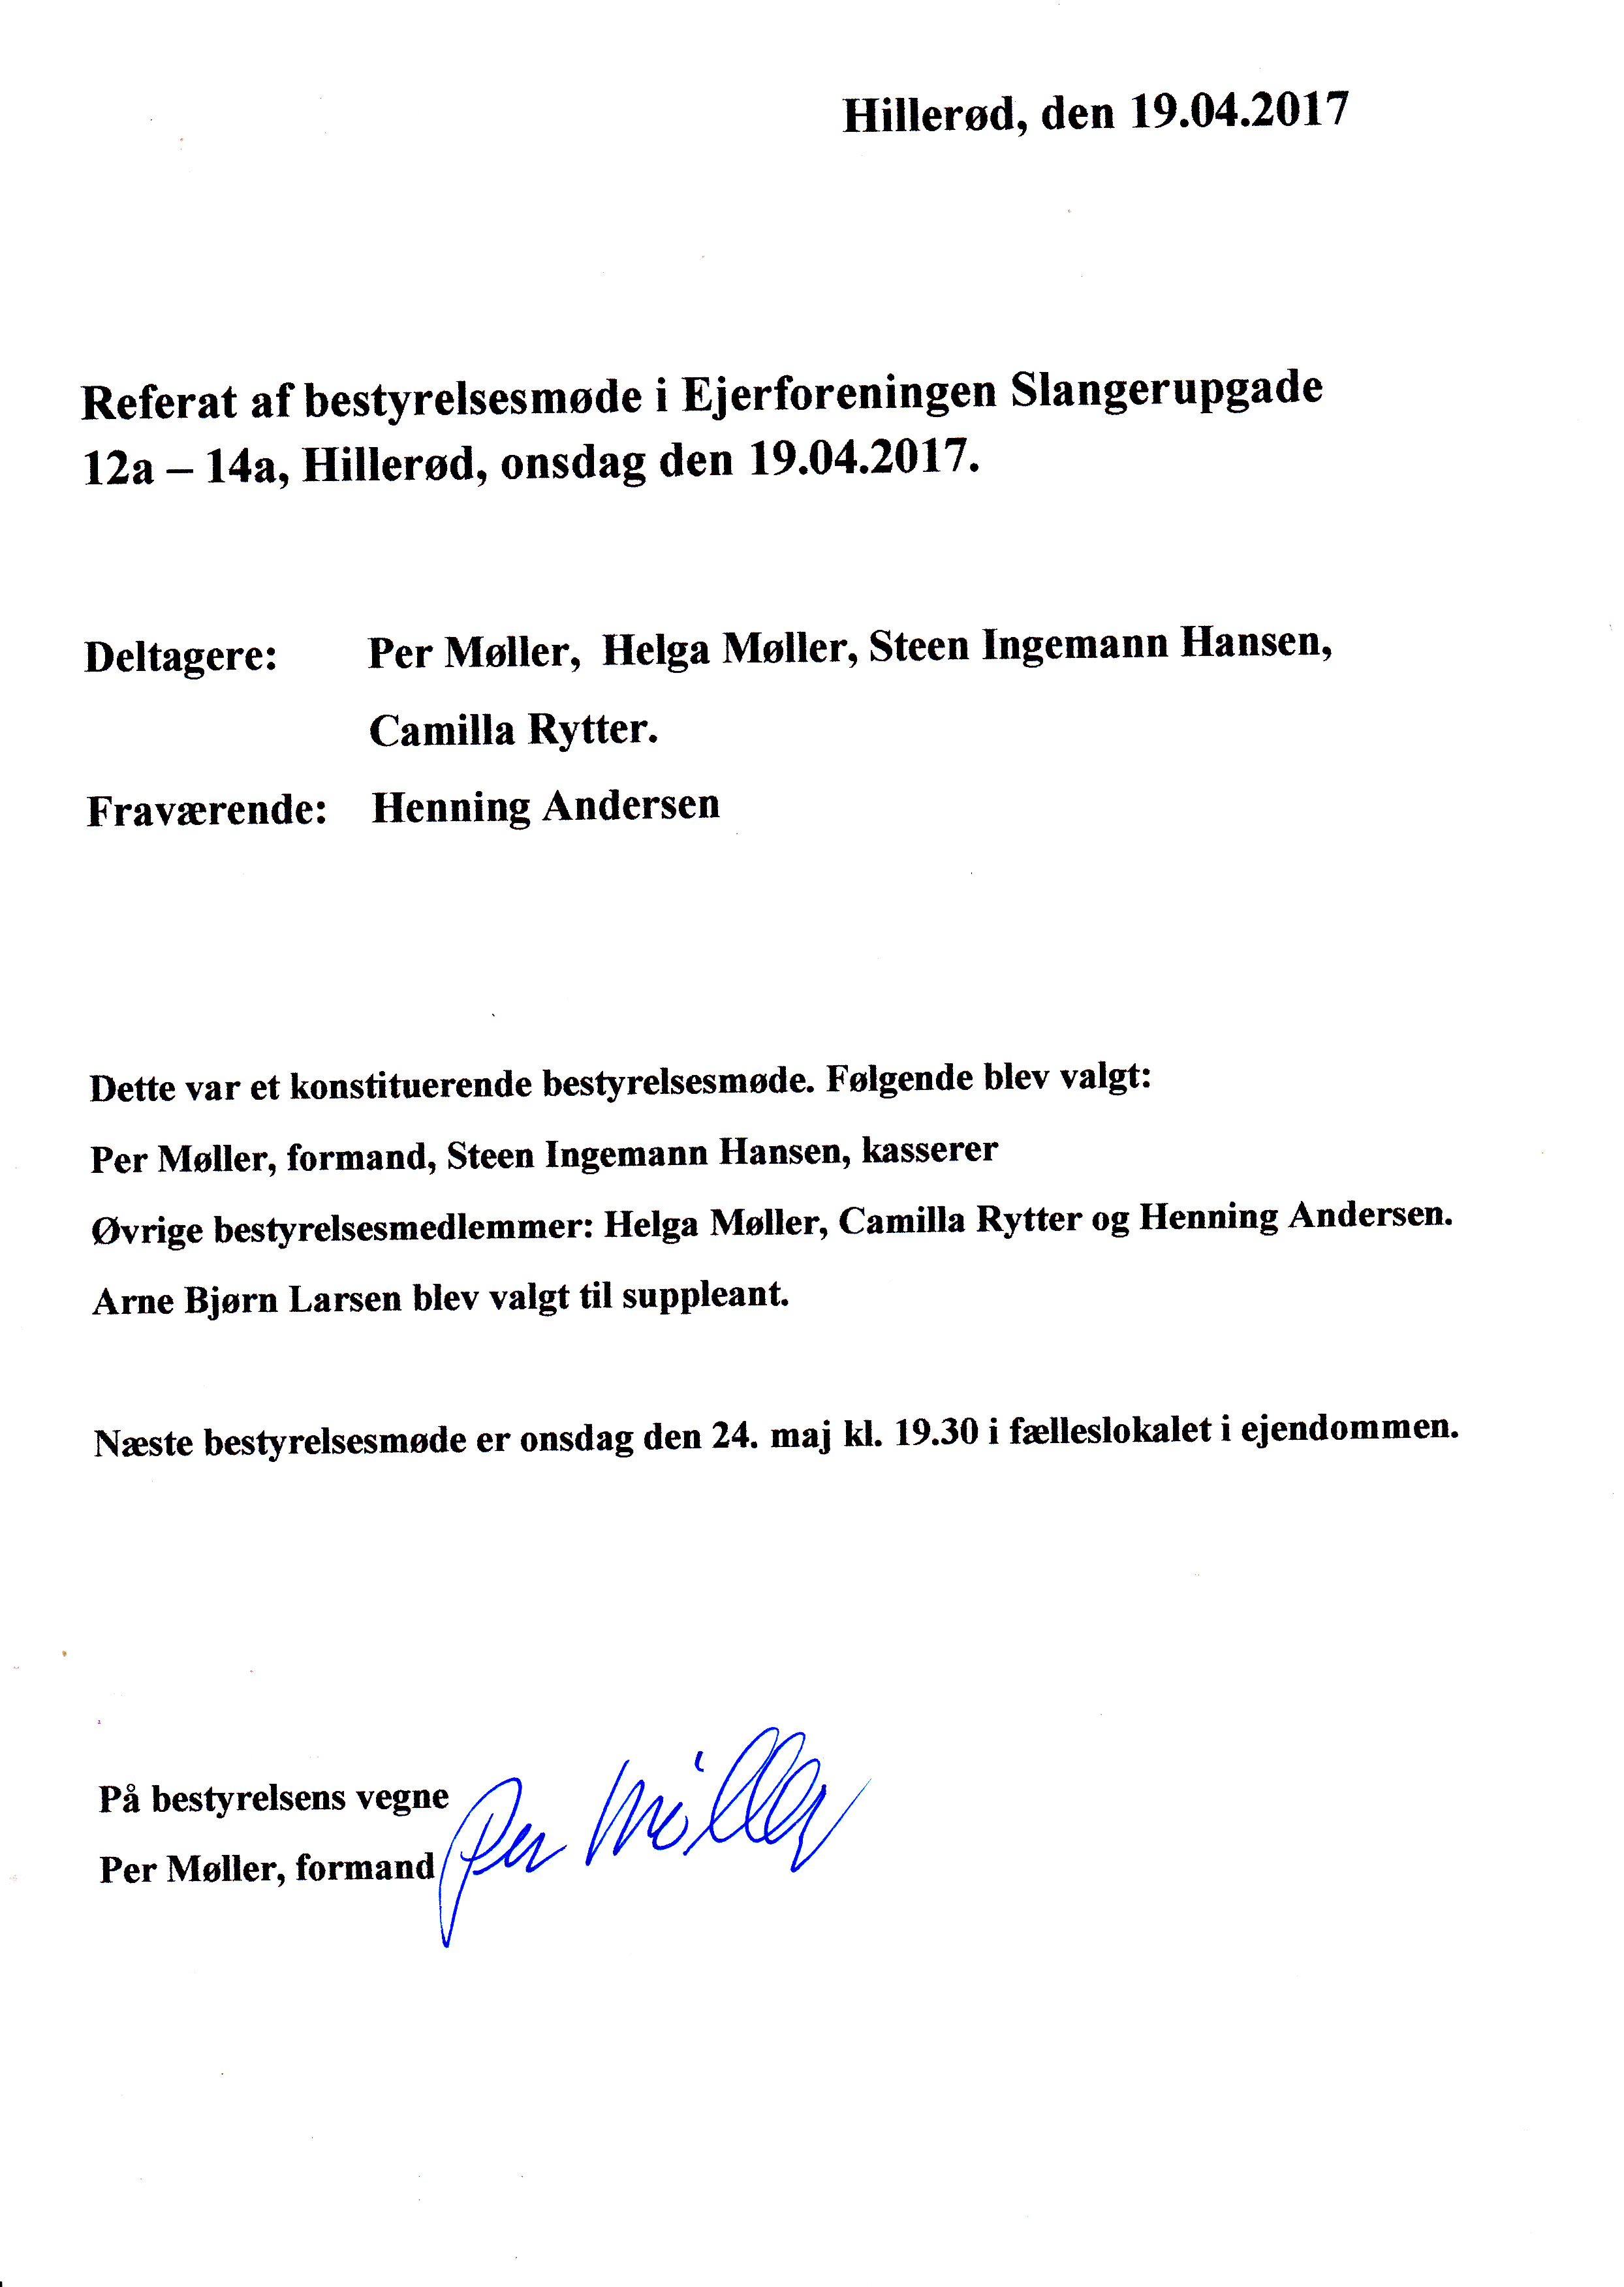 Hillerød, den 19.04.2017
Referat af bestyrelsesmøde i Ejerforeningen Slangerupgade
12a – 14a, Hillerød, onsdag den 19.04.2017.
Deltagere: Per Møller, Helga Møller, Steen Ingemann Hansen,
Camilla Rytter.
Fraværende: Henning Andersen
Dette var et konstituerende bestyrelsesmøde. Følgende blev valgt:
Per Møller, formand, Steen Ingemann Hansen, kasserer
Øvrige bestyrelsesmedlemmer: Helga Møller, Camilla Rytter og Henning Andersen.
Arne Bjørn Larsen blev valgt til suppleant.
Næste bestyrelsesmøde er onsdag den 24. maj kl. 19.30 i fælleslokalet i ejendommen.
På bestyrelsens vegne
Per Møller, formand
Per Møller